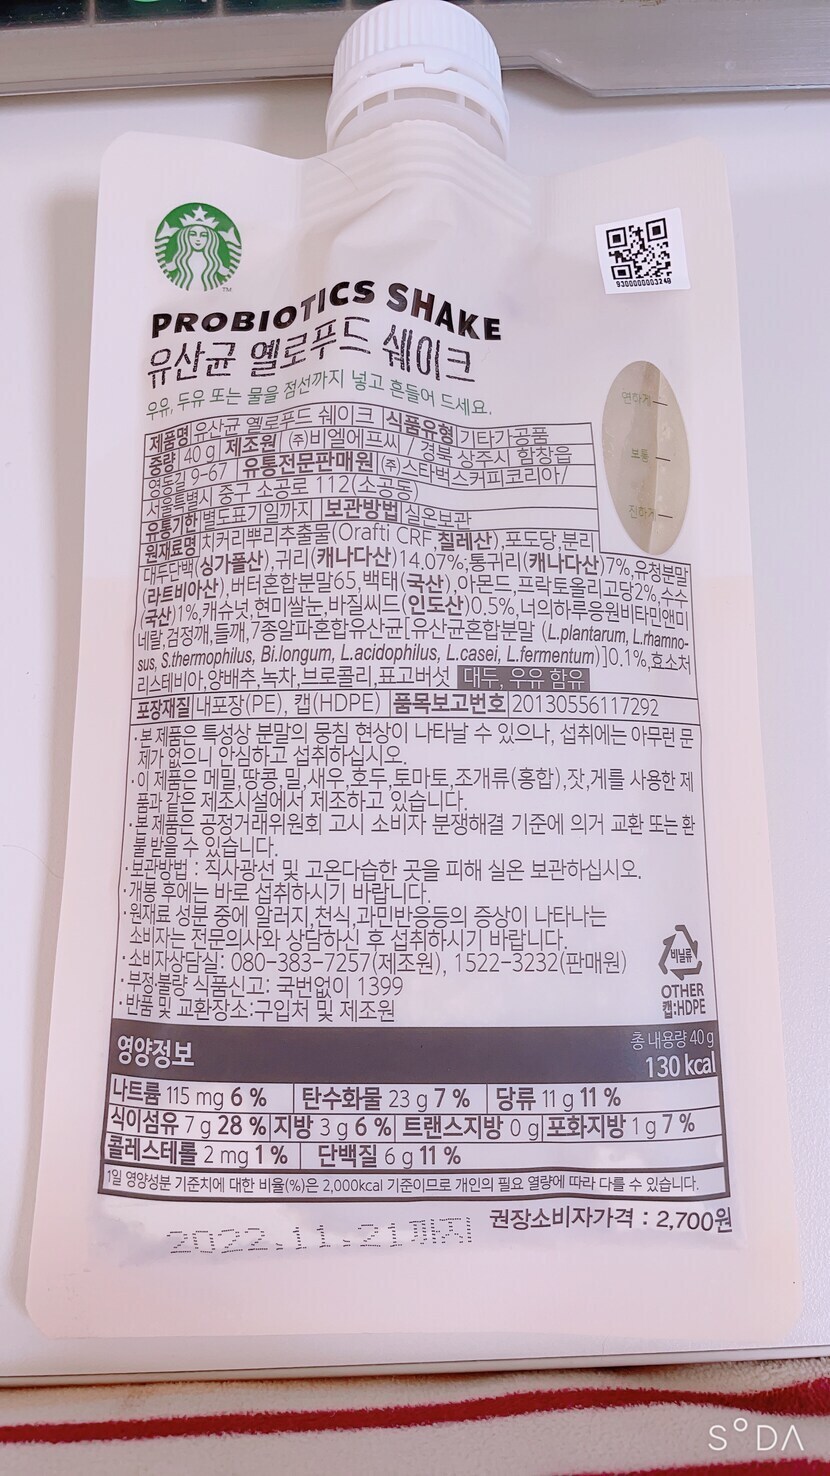 TM
930000003248
PROBIOTICS SHAKE
유산균 옐로푸드 쉐이크
우유, 두유 또는 물을 점선까지 넣고 흔들어 드세요.
연하게
보통
진하게
제품명 유산균 옐로푸드 쉐이크 식품유형 기타가공품
중량 40 g 제조원 (주)비엘에프씨 / 경북 상주시 함창읍
영동길 9-67 유통전문판매원 (주)스타벅스커피코리아/
서울특별시 중구 소공로 112(소공동)
유통기한 별도표기일까지 보관방법 실온보관
원재료명 치커리뿌리추출물(Orafti CRF 칠레산),포도당,분리
대두단백(싱가폴산),귀리(캐나다산)14.07%;통귀리(캐나다산)7%,유청분말
(라트비아산),버터혼합분말65,백태(국산),아몬드,프락토올리고당2%,수수
(국산)1%,캐슈넛,현미쌀눈,바질씨드(인도산)0.5%,너의하루응원비타민앤미
네랄,검정깨,들깨,7종알파혼합유산균[유산균혼합분말 (L.plantarum, L.rhamno-
sus, S.thermophilus, Bi.longum, L.acidophilus, L.casei, L.fermentum)]0.1%,효소처
리스테비아,양배추,녹차,브로콜리,표고버섯 대두, 우유 함유
포장재질 내포장(PE), 캡(HDPE) 품목보고번호 20130556117292
·본 제품은 특성상 분말의 뭉침 현상이 나타날 수 있으나, 섭취에는 아무런 문
제가 없으니 안심하고 섭취하십시오.
·이 제품은 메밀,땅콩,밀,새우,호두,토마토,조개류(홍합),잣,게를 사용한 제
품과 같은 제조시설에서 제조하고 있습니다.
·본 제품은 공정거래위원회 고시 소비자 분쟁해결 기준에 의거 교환 또는 환
불 받을 수 있습니다.
·보관방법 : 직사광선 및 고온다습한 곳을 피해 실온 보관하십시오.
·개봉 후에는 바로 섭취하시기 바랍니다.
·원재료 성분 중에 알러지,천식,과민반응등의 증상이 나타나는
소비자는 전문의사와 상담하신 후 섭취하시기 바랍니다.
·소비자상담실: 080-383-7257(제조원), 1522-3232(판매원)
·부정·불량 식품신고: 국번없이 1399
·반품 및 교환장소:구입처 및 제조원
비닐류
OTHER
캡:HDPE
영양정보
총 내용량 40 g
130 kcal
나트륨 115 mg 6 % 탄수화물 23 g 7 % 당류 11 g 11 %
식이섬유 7 g 28 % 지방 3 g 6 % 트랜스지방 0 g 포화지방 1 g 7 %
콜레스테롤 2 mg 1 % 단백질 6 g 11 %
1일 영양성분 기준치에 대한 비율(%)은 2,000kcal 기준이므로 개인의 필요 열량에 따라 다를 수 있습니다.
권장소비자가격 : 2,700원
2022.11.21까지
SODA